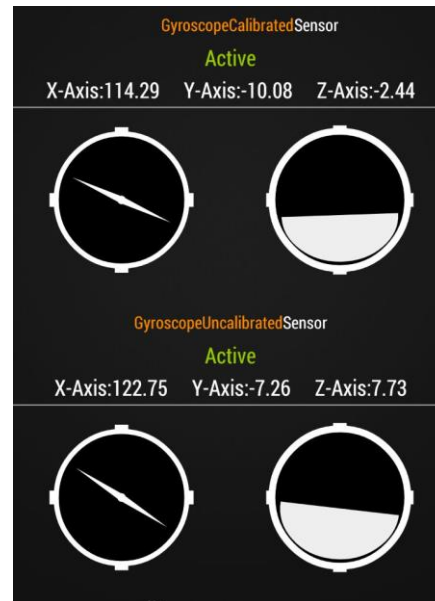 GyroscopeCalibratedSensor
Active
X-Axis:114.29 Y-Axis:-10.08 Z-Axis:-2.44
GyroscopeUncalibratedSensor
Active
X-Axis:122.75 Y-Axis:-7.26 Z-Axis:7.73